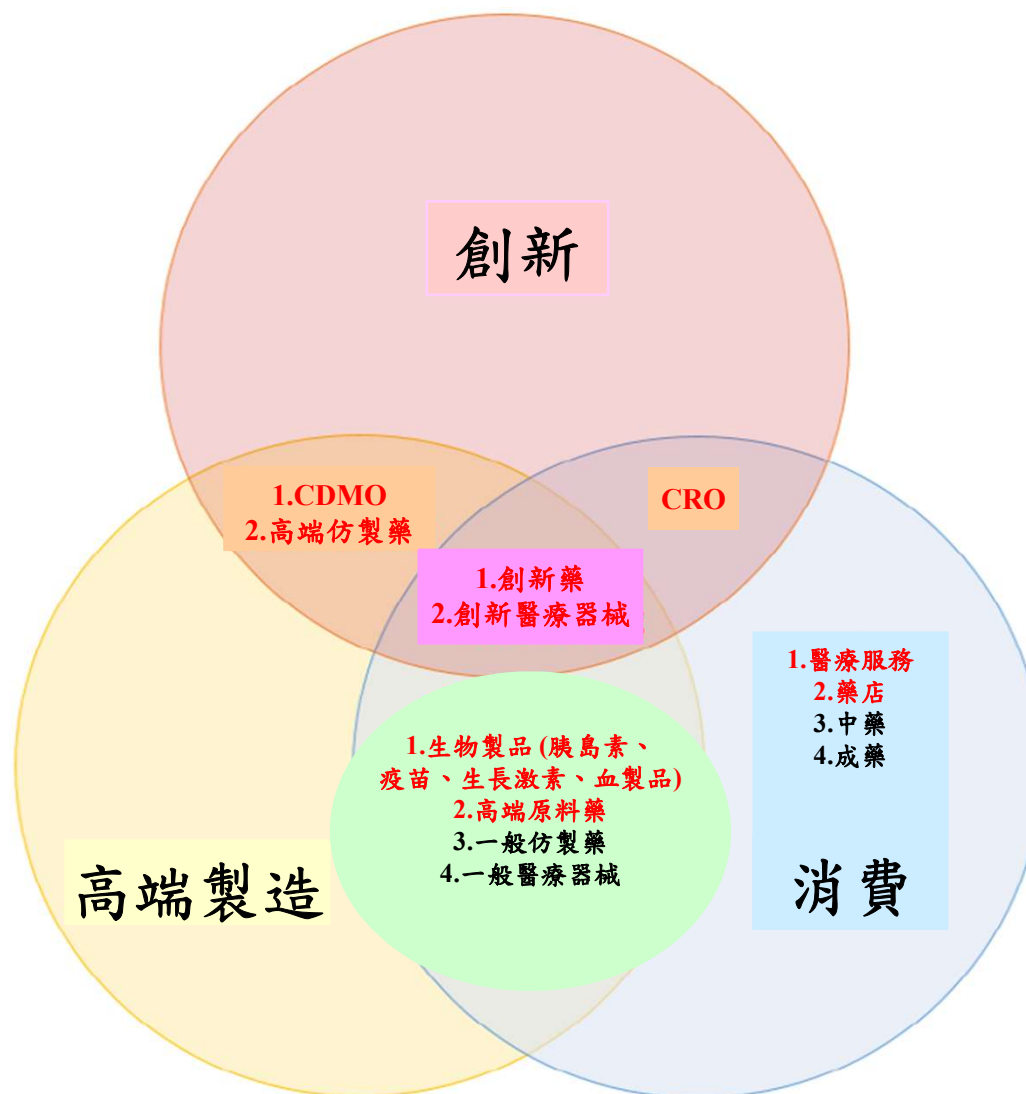 創新
1.CDMO
2.高端仿製藥
CRO
1.創新藥
2.創新醫療器械
1.醫療服務
2.藥店
3.中藥
4.成藥
1.生物製品(胰島素、
疫苗、生長激素、血製品)
2.高端原料藥
3.一般仿製藥
4.一般醫療器械
高端製造
消費